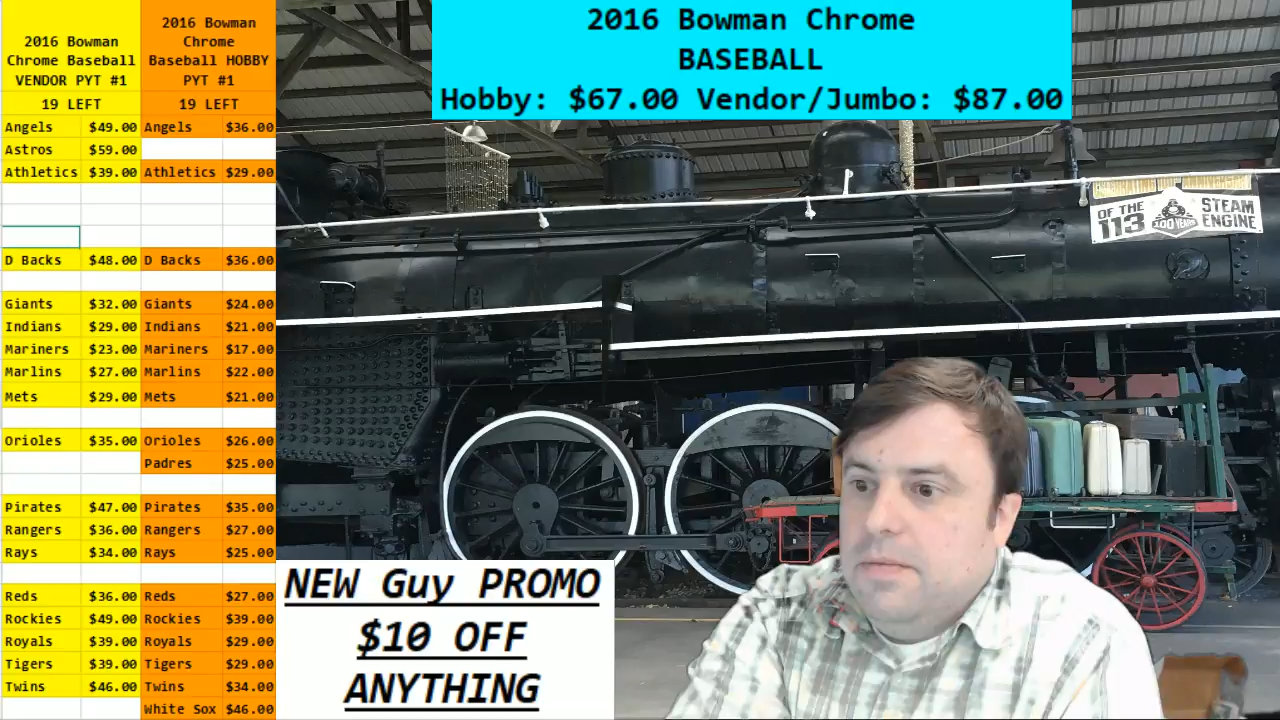 2016 Bowman
Chrome Baseball
VENDOR PYT #1
19 LEFT
Angels $49.00
Astros $59.00
Athletics $39.00
D Backs $48.00
Giants $32.00
Indians $29.00
Mariners $23.00
Marlins $27.00
Mets $29.00
Orioles $35.00
Pirates $47.00
Rangers $36.00
Rays $34.00
Reds $36.00
Rockies $49.00
Royals $39.00
Tigers $39.00
Twins $46.00
2016 Bowman
Chrome
Baseball HOBBY
PYT #1
19 LEFT
Angels $36.00
Athletics $29.00
D Backs $36.00
Giants $24.00
Indians $21.00
Mariners $17.00
Marlins $22.00
Mets $21.00
Orioles $26.00
Padres $25.00
Pirates $35.00
Rangers $27.00
Rays $25.00
Reds $27.00
Rockies $39.00
Royals $29.00
Tigers $29.00
Twins $34.00
White Sox $46.00
2016 Bowman Chrome
BASEBALL
Hobby: $67.00 Vendor/Jumbo: $87.00
OF THE
113
100 YEARS
STEAM
ENGINE
NEW Guy PROMO
$10 OFF
ANYTHING